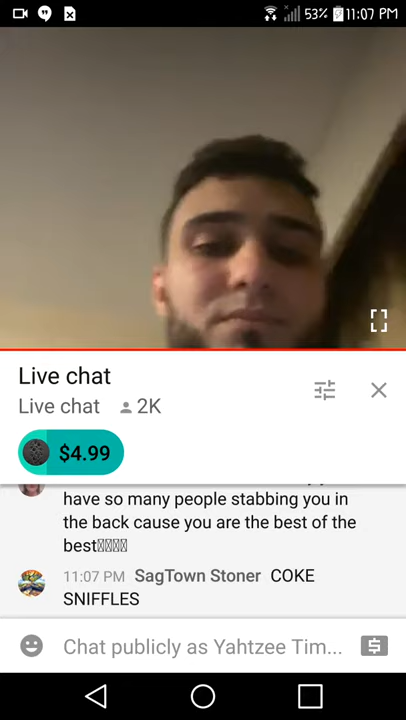 53% 11:07 PM
Live chat
Live chat 2K
$4.99
have so many people stabbing you in
the back cause you are the best of the
best
11:07 PM SagTown Stoner COKE
SNIFFLES
Chat publicly as Yahtzee Tim...